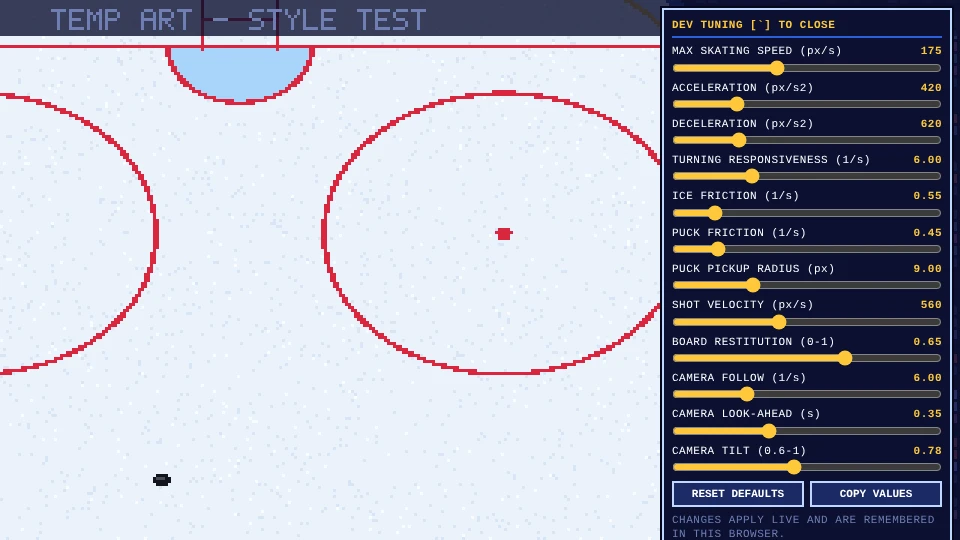 TEMP ART — STYLE TEST
DEV TUNING [`] TO CLOSE
MAX SKATING SPEED (px/s) 175
ACCELERATION (px/s2) 420
DECELERATION (px/s2) 620
TURNING RESPONSIVENESS (1/s) 6.00
ICE FRICTION (1/s) 0.55
PUCK FRICTION (1/s) 0.45
PUCK PICKUP RADIUS (px) 9.00
SHOT VELOCITY (px/s) 560
BOARD RESTITUTION (0-1) 0.65
CAMERA FOLLOW (1/s) 6.00
CAMERA LOOK-AHEAD (s) 0.35
CAMERA TILT (0.6-1) 0.78
RESET DEFAULTS COPY VALUES
CHANGES APPLY LIVE AND ARE REMEMBERED
IN THIS BROWSER.